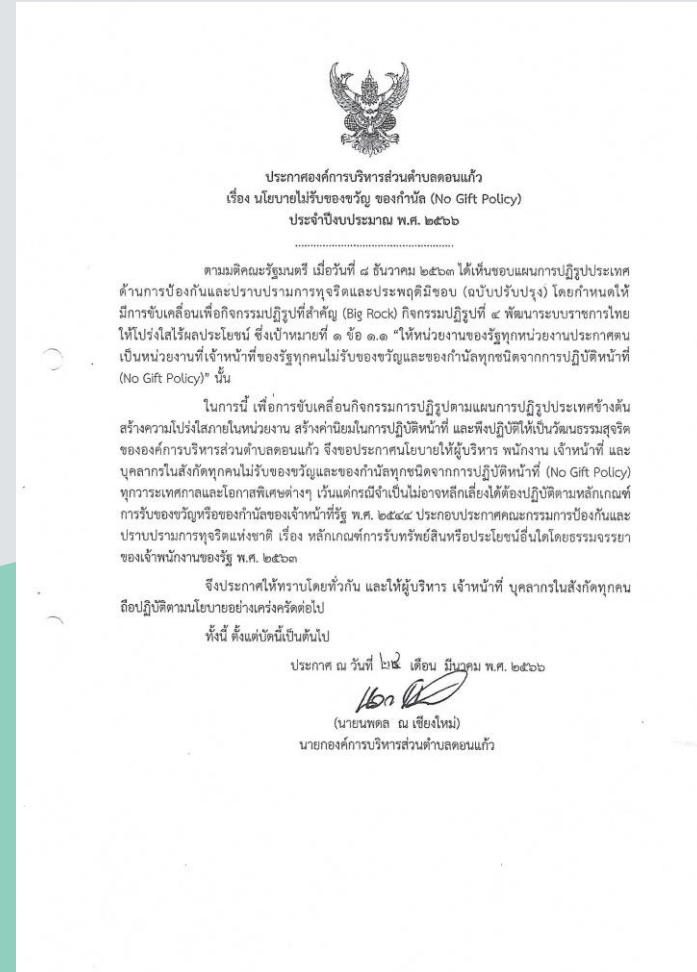 ประกาศองค์การบริหารส่วนตำบลดอนแก้ว
เรื่อง นโยบายไม่รับของขวัญ ของกำนัล (No Gift Policy)
ประจำปีงบประมาณ พ.ศ. ๒๕๖๖
ตามมติคณะรัฐมนตรี เมื่อวันที่ ๘ ธันวาคม ๒๕๖๓ ได้เห็นชอบแผนการปฏิรูปประเทศ
ด้านการป้องกันและปราบปรามการทุจริตและประพฤติมิชอบ (ฉบับปรับปรุง) โดยกำหนดให้
มีการขับเคลื่อนเพื่อกิจกรรมปฏิรูปที่สำคัญ (Big Rock) กิจกรรมปฏิรูปที่ ๔ พัฒนาระบบราชการไทย
ให้โปร่งใสไร้ผลประโยชน์ ซึ่งเป้าหมายที่ ๑ ข้อ ๑.๑ "ให้หน่วยงานของรัฐทุกหน่วยงานประกาศตน
เป็นหน่วยงานที่เจ้าหน้าที่ของรัฐทุกคนไม่รับของขวัญและของกำนัลทุกชนิดจากการปฏิบัติหน้าที่
(No Gift Policy)" นั้น
ในการนี้ เพื่อการขับเคลื่อนกิจกรรมการปฏิรูปตามแผนการปฏิรูปประเทศข้างต้น
สร้างความโปร่งใสภายในหน่วยงาน สร้างค่านิยมในการปฏิบัติหน้าที่ และพึงปฏิบัติให้เป็นวัฒนธรรมสุจริต
ขององค์การบริหารส่วนตำบลดอนแก้ว จึงขอประกาศนโยบายให้ผู้บริหาร พนักงาน เจ้าหน้าที่ และ
บุคลากรในสังกัดทุกคนไม่รับของขวัญและของกำนัลทุกชนิดจากการปฏิบัติหน้าที่ (No Gift Policy)
ทุกวาระเทศกาลและโอกาสพิเศษต่างๆ เว้นแต่กรณีจำเป็นไม่อาจหลีกเลี่ยงได้ต้องปฏิบัติตามหลักเกณฑ์
การรับของขวัญหรือของกำนัลของเจ้าหน้าที่รัฐ พ.ศ. ๒๕๔๔ ประกอบประกาศคณะกรรมการป้องกันและ
ปราบปรามการทุจริตแห่งชาติ เรื่อง หลักเกณฑ์การรับทรัพย์สินหรือประโยชน์อื่นใดโดยธรรมจรรยา
ของเจ้าพนักงานของรัฐ พ.ศ. ๒๕๖๓
จึงประกาศให้ทราบโดยทั่วกัน และให้ผู้บริหาร เจ้าหน้าที่ บุคลากรในสังกัดทุกคน
ถือปฏิบัติตามนโยบายอย่างเคร่งครัดต่อไป
ทั้งนี้ ตั้งแต่บัดนี้เป็นต้นไป
ประกาศ ณ วันที่ เดือน มีนาคม พ.ศ. ๒๕๖๖
(นายนพดล ณ เชียงใหม่)
นายกองค์การบริหารส่วนตำบลดอนแก้ว